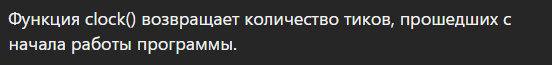 Функция clock() возвращает количество тиков, прошедших с
начала работы программы.